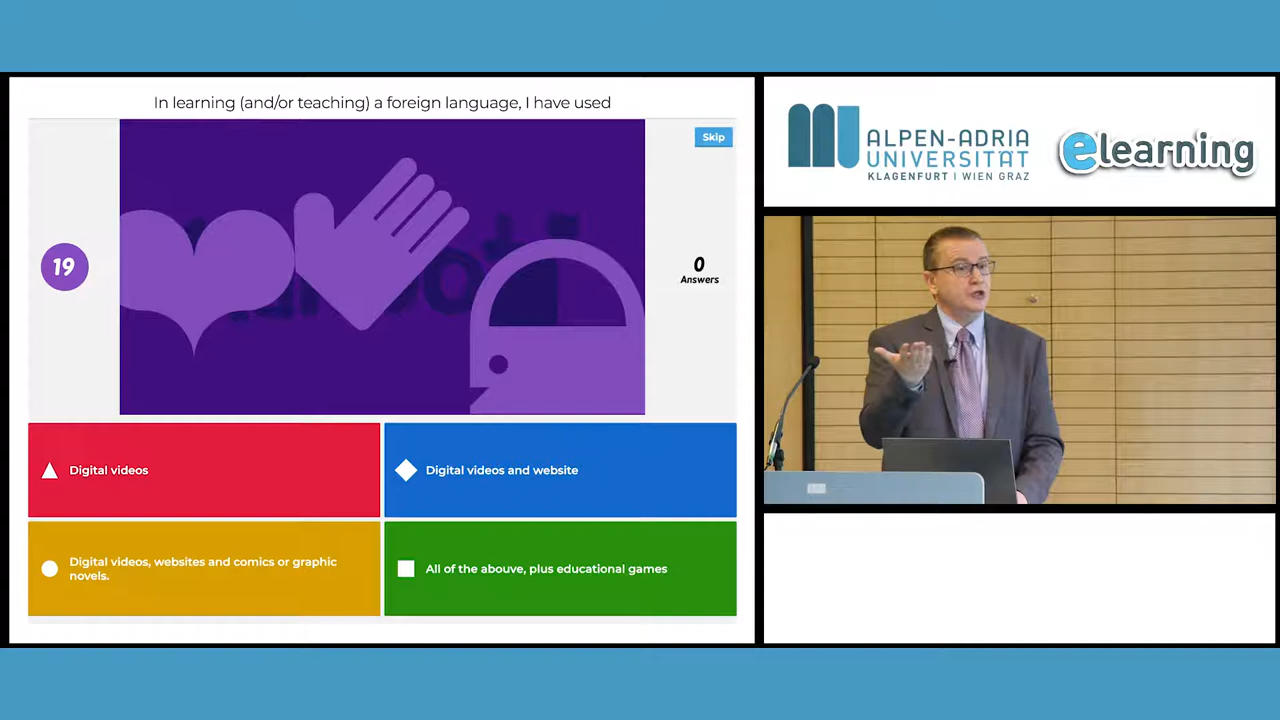 In learning (and/or teaching) a foreign language, I have used
Skip
19
0
Answers
Digital videos
Digital videos and website
Digital videos, websites and comics or graphic
novels.
All of the abouve, plus educational games
ALPEN-ADRIA
UNIVERSITÄT
KLAGENFURT I WIEN GRAZ
elearning